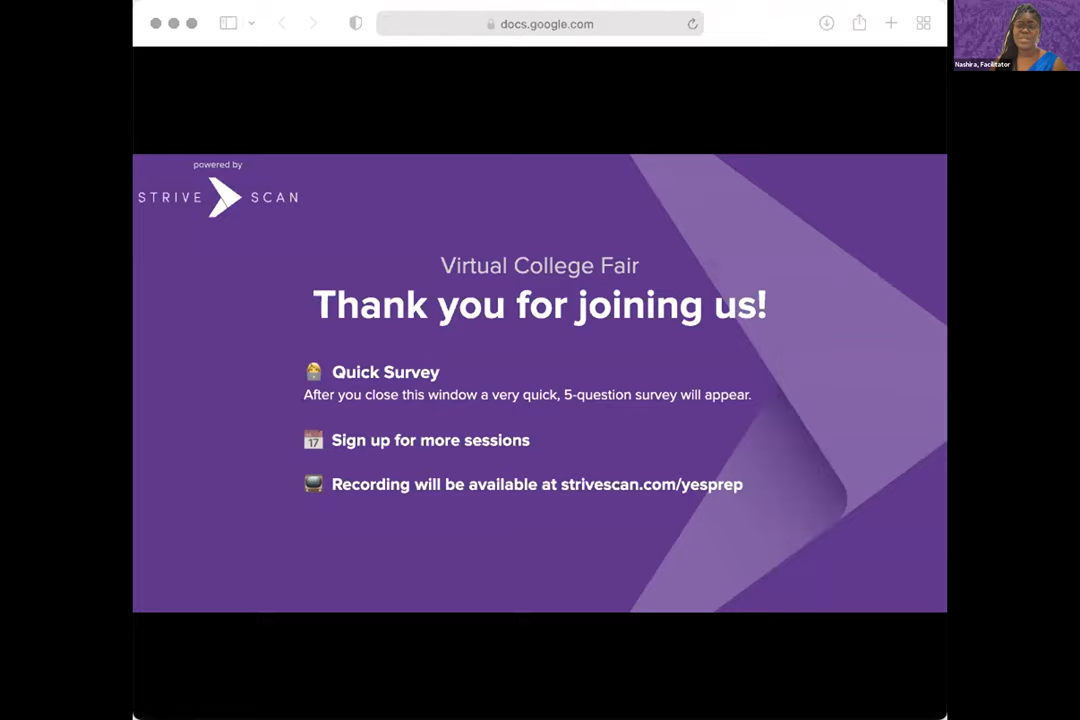 docs.google.com
Nashira, Facilitator
powered by
STRIVE SCAN
Virtual College Fair
Thank you for joining us!
Quick Survey
After you close this window a very quick, 5-question survey will appear.
17
Sign up for more sessions
Recording will be available at strivescan.com/yesprep